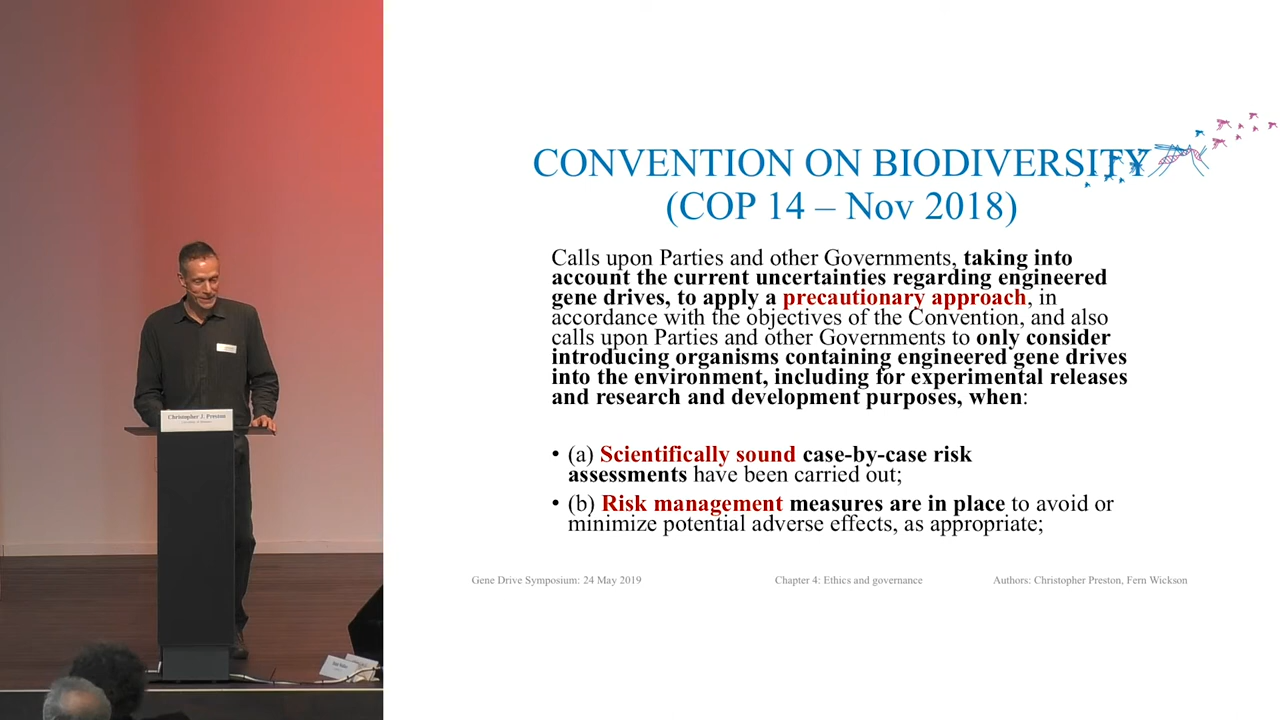 CONVENTION ON BIODIVERSITY
(COP 14 – Nov 2018)
Calls upon Parties and other Governments, taking into
account the current uncertainties regarding engineered
gene drives, to apply a precautionary approach, in
accordance with the objectives of the Convention, and also
calls upon Parties and other Governments to only consider
introducing organisms containing engineered gene drives
into the environment, including for experimental releases
and research and development purposes, when:
• (a) Scientifically sound case-by-case risk
assessments have been carried out;
• (b) Risk management measures are in place to avoid or
minimize potential adverse effects, as appropriate;
Gene Drive Symposium: 24 May 2019
Chapter 4: Ethics and governance
Authors: Christopher Preston, Fern Wickson
Christopher J. Preston